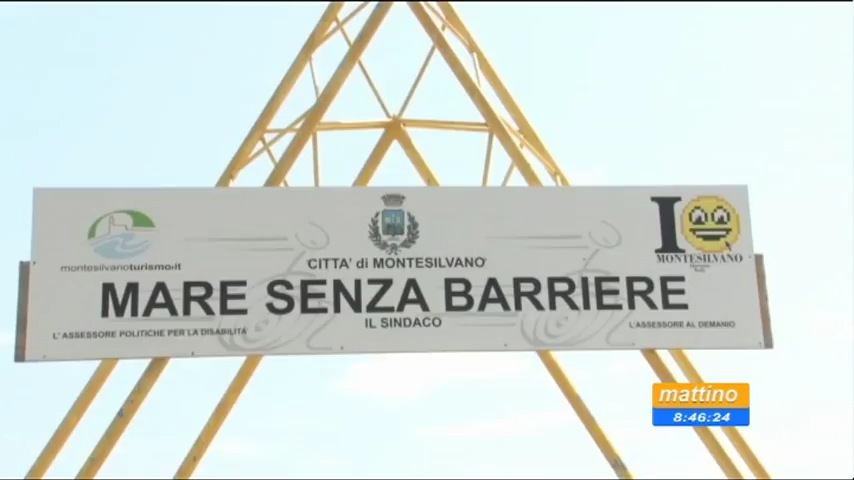 montesilvanoturismo.it
CITTA' di MONTESILVANO
I
MONTESILVANO
MARE SENZA BARRIERE
L'ASSESSORE POLITICHE PER LA DISABILITA'
IL SINDACO
L'ASSESSORE AL DEMANIO
mattino
8:46:24